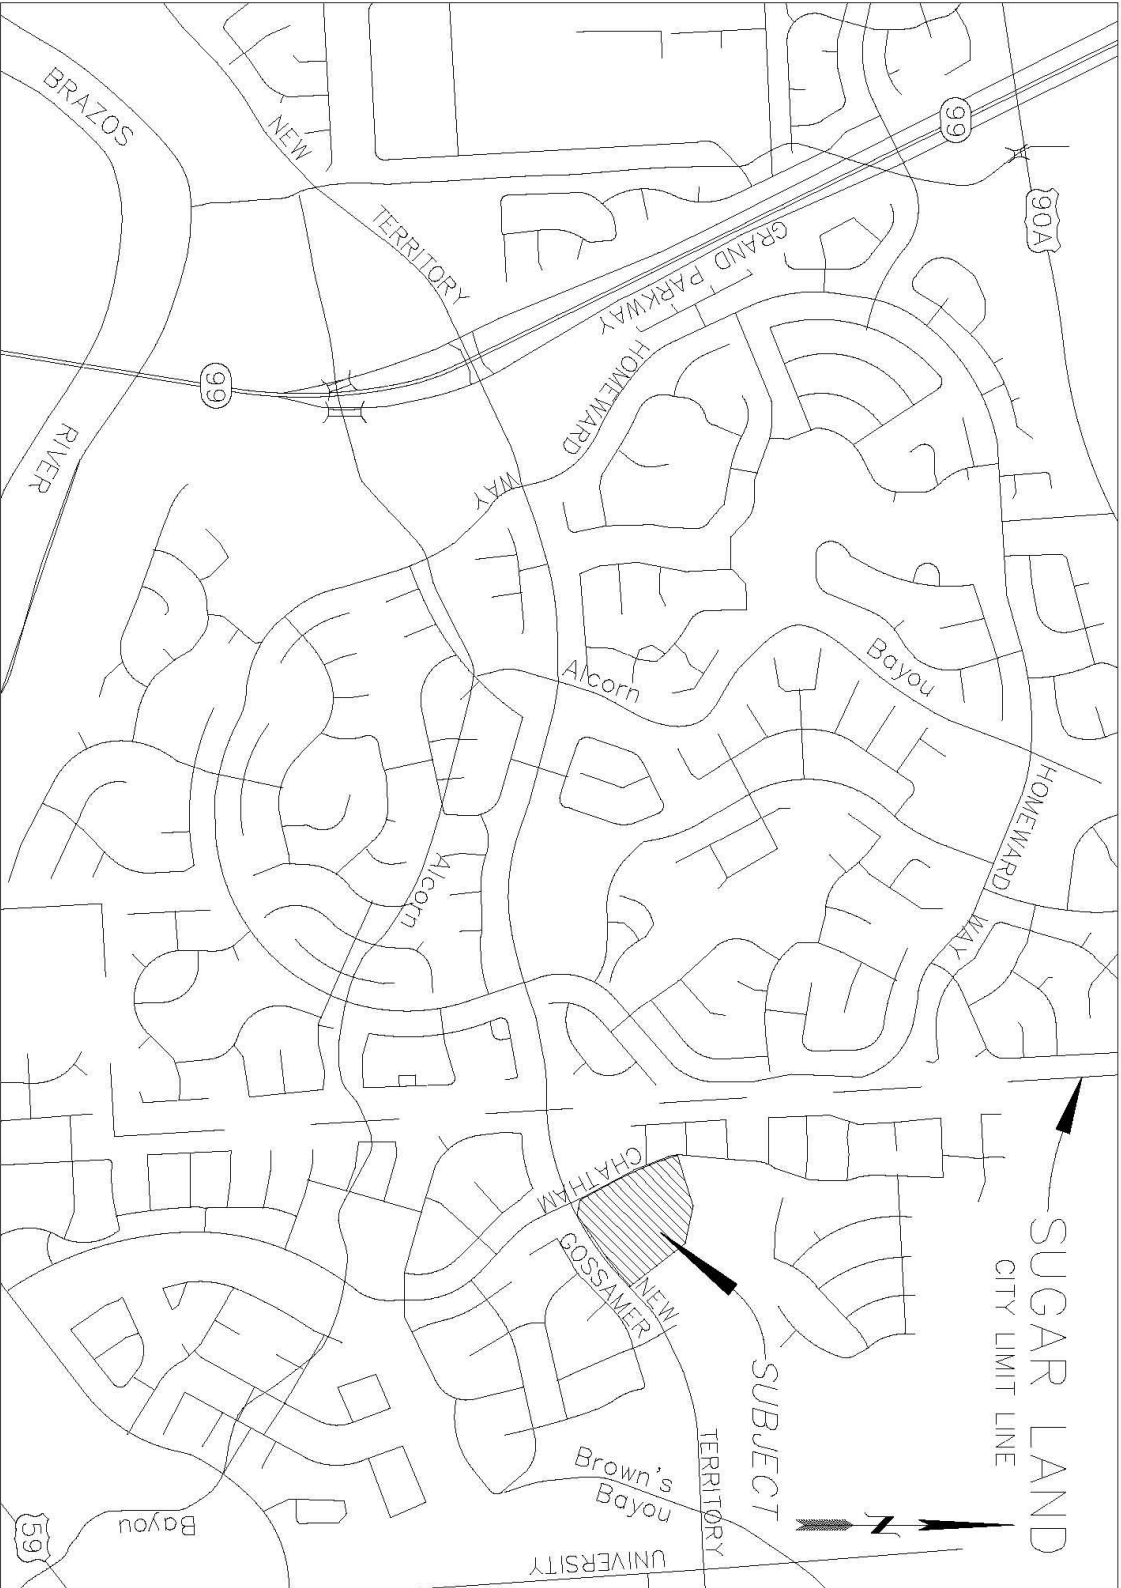 SUGAR LAND
CITY LIMIT LINE
90A
99
GRAND PARKWAY
HOMEWARD
WAY
NEW
TERRITORY
BRAZOS
RIVER
99
Bayou
Alcorn
HOMEWARD
WAY
Alcorn
CHATHAM
GOSSAMER
NEW
TERRITORY
SUBJECT
Brown's
Bayou
UNIVERSITY
Bayou
59
N